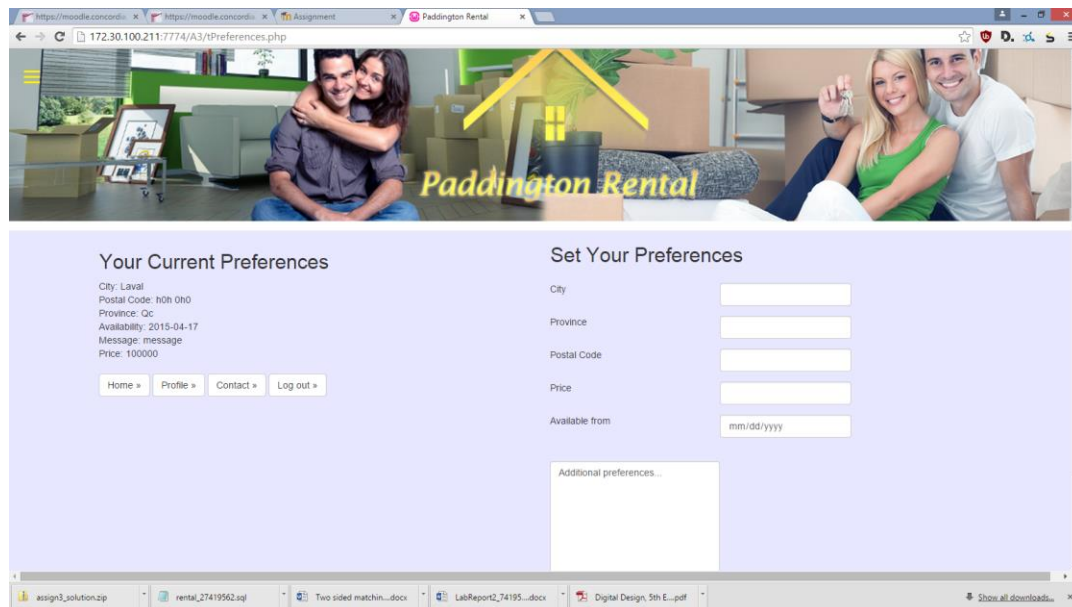 https://moodle.concordia
https://moodle.concordia
Assignment
Paddington Rental
172.30.100.211:7774/A3/tPreferences.php
Paddington Rental
Your Current Preferences
City: Laval
Postal Code: h0h 0h0
Province: Qc
Availability: 2015-04-17
Message: message
Price: 100000
Home »
Profile »
Contact »
Log out »
Set Your Preferences
City
Province
Postal Code
Price
Available from
mm/dd/yyyy
Additional preferences...
assign3_solution.zip
rental_27419562.sql
Two sided matchin....docx
LabReport2_74195....docx
Digital Design, 5th E....pdf
Show all downloads...